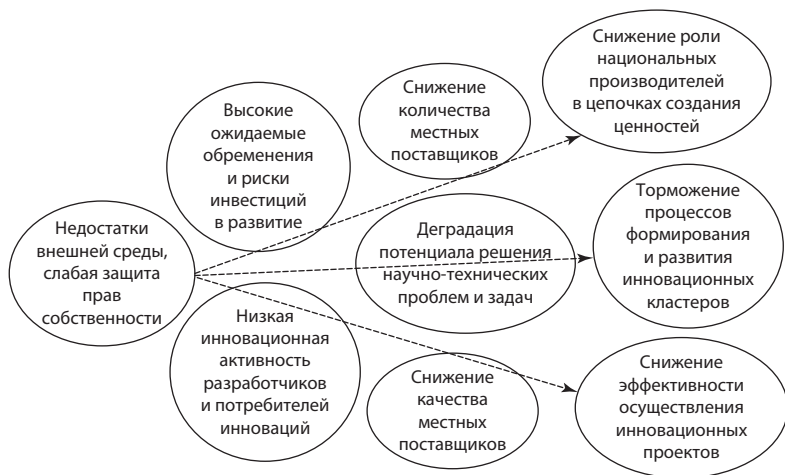 Недостатки
внешней среды,
слабая защита
прав
собственности
Высокие
ожидаемые
обременения
и риски
инвестиций
в развитие
Низкая
инновационная
активность
разработчиков
и потребителей
инноваций
Снижение
количества
местных
поставщиков
Деградация
потенциала решения
научно-технических
проблем и задач
Снижение
качества
местных
поставщиков
Снижение роли
национальных
производителей
в цепочках создания
ценностей
Торможение
процессов
формирования
и развития
инновационных
кластеров
Снижение
эффективности
осуществления
инновационных
проектов